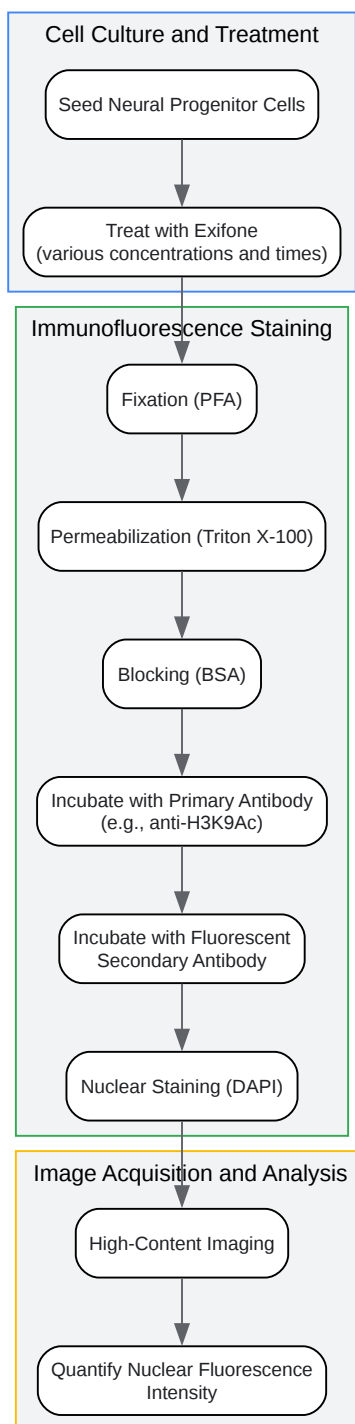 Cell Culture and Treatment
Seed Neural Progenitor Cells
Treat with Exifone
(various concentrations and times)
Immunofluorescence Staining
Fixation (PFA)
Permeabilization (Triton X-100)
Blocking (BSA)
Incubate with Primary Antibody
(e.g., anti-H3K9Ac)
Incubate with Fluorescent
Secondary Antibody
Nuclear Staining (DAPI)
Image Acquisition and Analysis
High-Content Imaging
Quantify Nuclear Fluorescence
Intensity